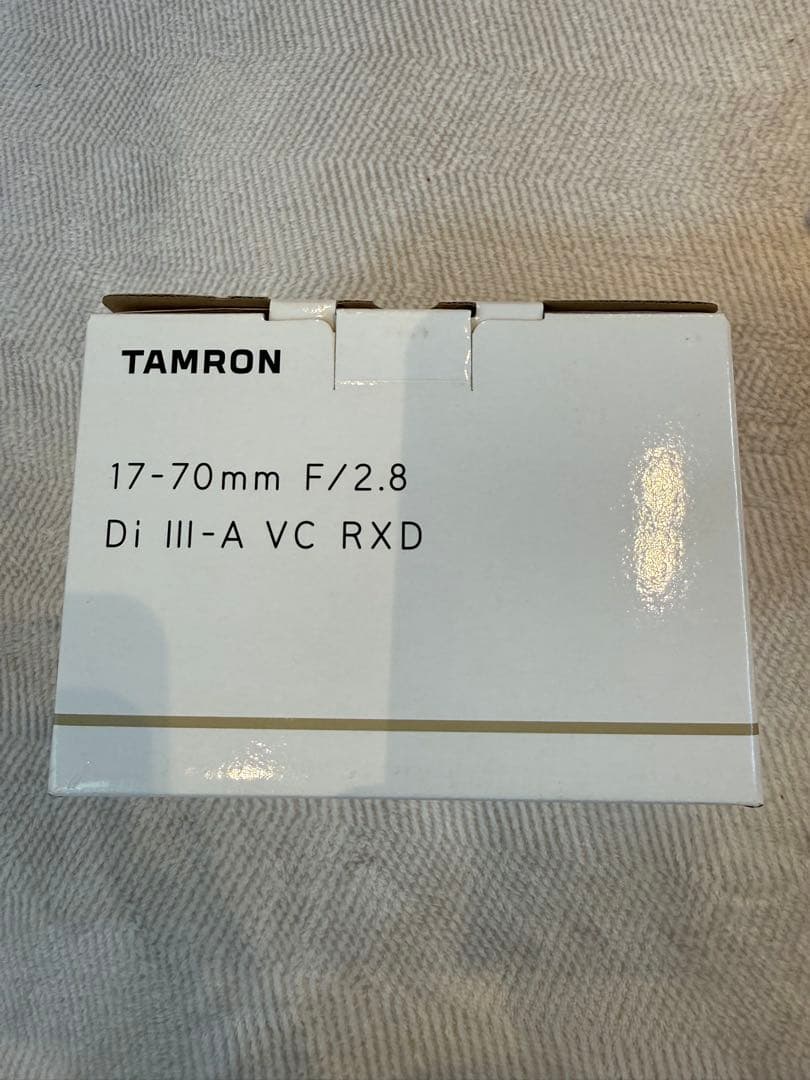 TAMRON
17-70mm F/2.8
Di III-A VC RXD